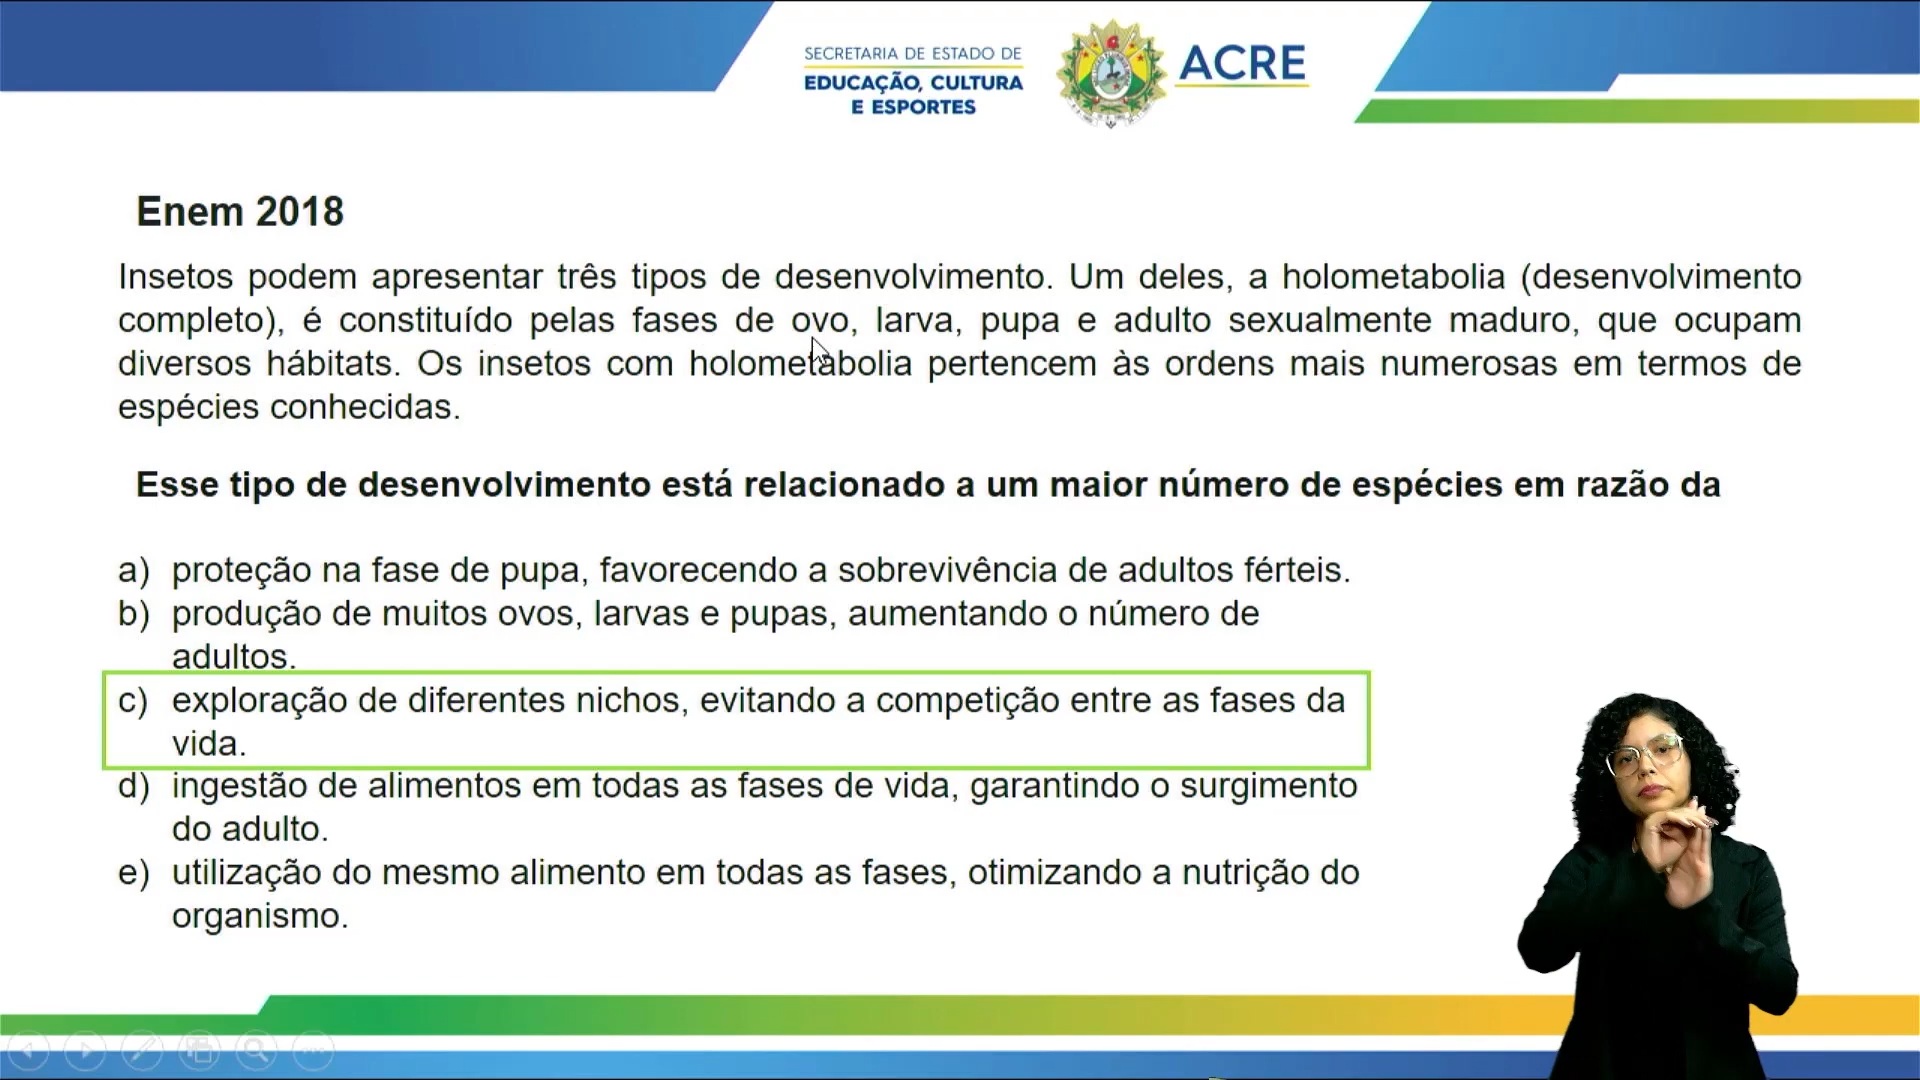 SECRETARIA DE ESTADO DE
EDUCAÇÃO, CULTURA
E ESPORTES
ACRE
Enem 2018
Insetos podem apresentar três tipos de desenvolvimento. Um deles, a holometabolia (desenvolvimento
completo), é constituído pelas fases de ovo, larva, pupa e adulto sexualmente maduro, que ocupam
diversos hábitats. Os insetos com holometabolia pertencem às ordens mais numerosas em termos de
espécies conhecidas.
Esse tipo de desenvolvimento está relacionado a um maior número de espécies em razão da
a) proteção na fase de pupa, favorecendo a sobrevivência de adultos férteis.
b) produção de muitos ovos, larvas e pupas, aumentando o número de
adultos.
c) exploração de diferentes nichos, evitando a competição entre as fases da
vida.
d) ingestão de alimentos em todas as fases de vida, garantindo o surgimento
do adulto.
e) utilização do mesmo alimento em todas as fases, otimizando a nutrição do
organismo.